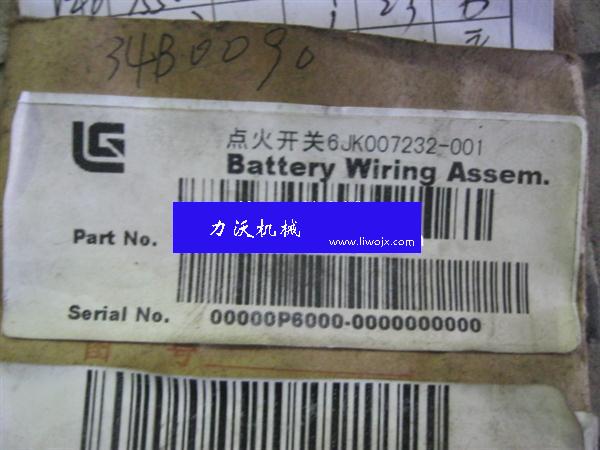 34B0090
LG
点火开关6JK007232-001
Battery Wiring Assem.
力沃机械
www.liwojx.com
Part No.
Serial No. 00000P6000-0000000000